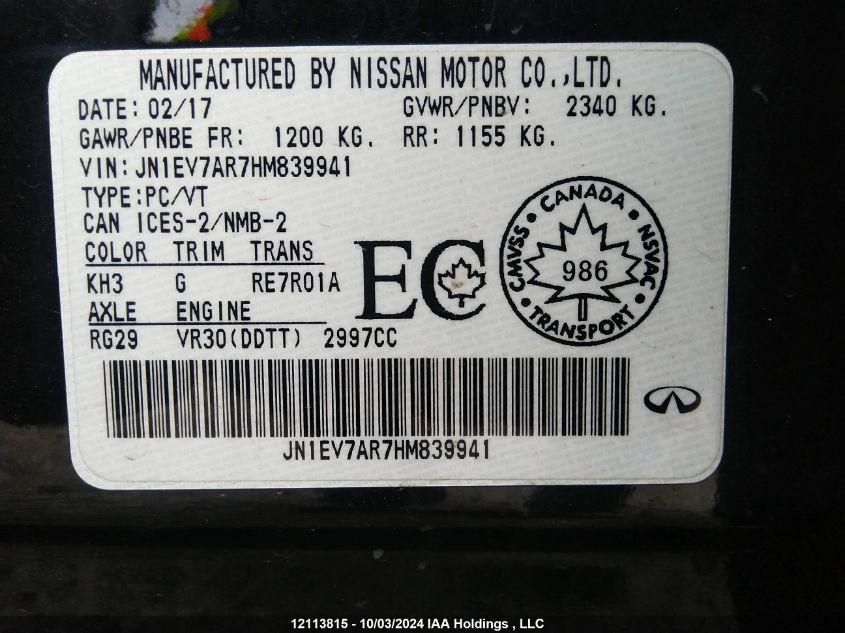 MANUFACTURED BY NISSAN MOTOR CO.,LTD.
DATE: 02/17 GVWR/PNBV: 2340 KG.
GAWR/PNBE FR: 1200 KG. RR: 1155 KG.
VIN: JN1EV7AR7HM839941
TYPE:PC/VT
CAN ICES-2/NMB-2
COLOR TRIM TRANS
KH3 G RE7R01A
AXLE ENGINE
RG29 VR30(DDTT) 2997CC
EC
CANADA
CMVSS • NSVAC
986
TRANSPORT
JN1EV7AR7HM839941
12113815 - 10/03/2024 IAA Holdings , LLC